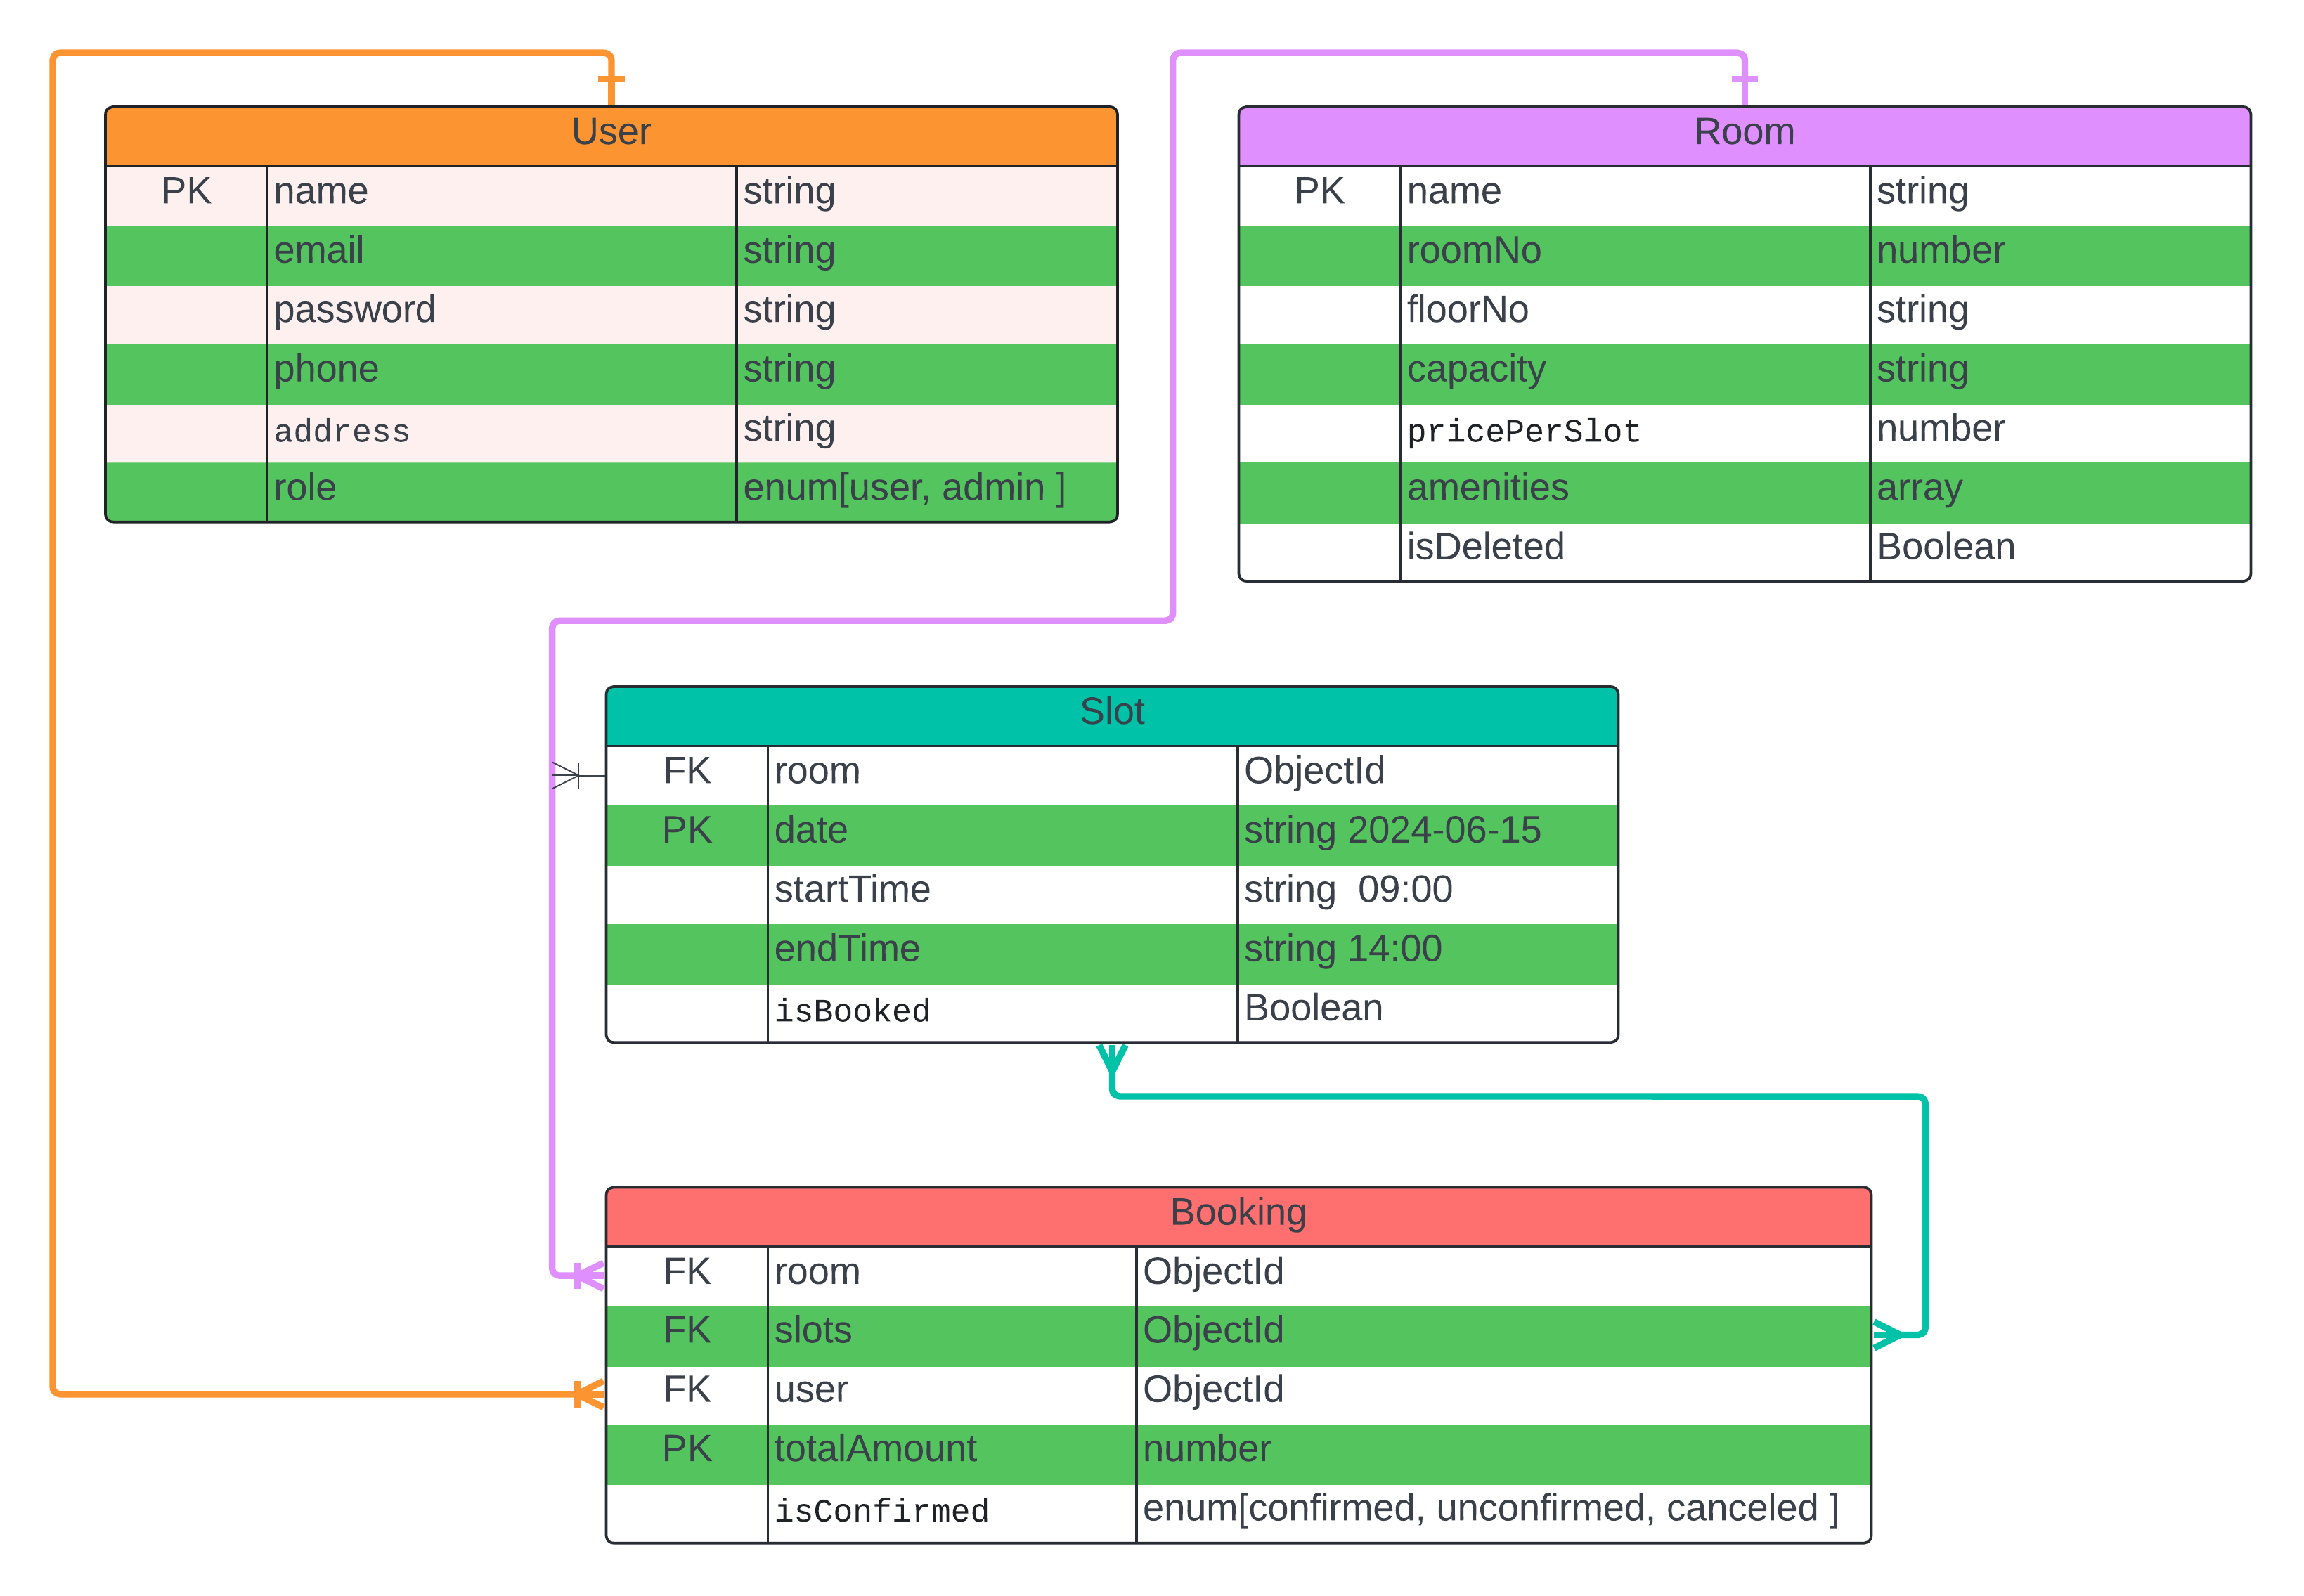 User
PK name string
email string
password string
phone string
address string
role enum[user, admin ]
Room
PK name string
roomNo number
floorNo string
capacity string
pricePerSlot number
amenities array
isDeleted Boolean
Slot
FK room ObjectId
PK date string 2024-06-15
startTime string  09:00
endTime string 14:00
isBooked Boolean
Booking
FK room ObjectId
FK slots ObjectId
FK user ObjectId
PK totalAmount number
isConfirmed enum[confirmed, unconfirmed, canceled ]